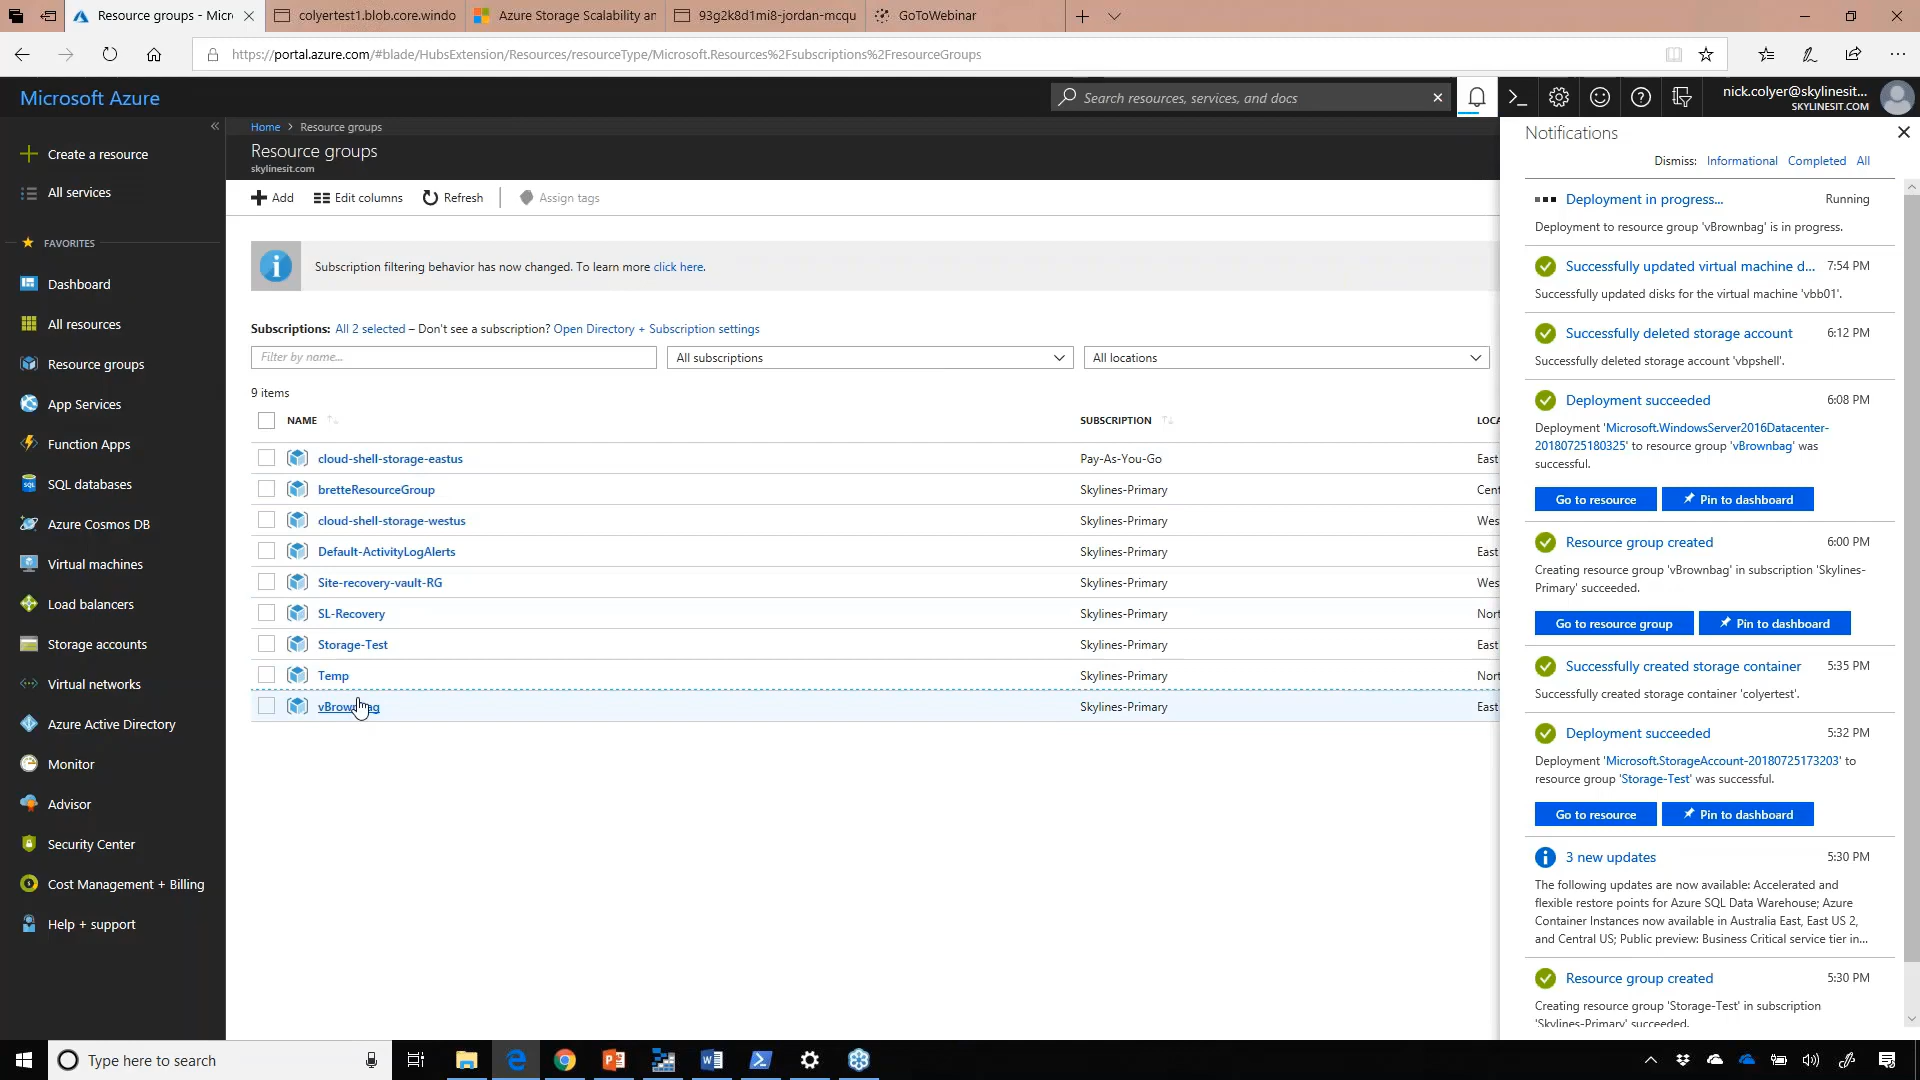 Resource groups - Micr
colyertest1.blob.core.windo
Azure Storage Scalability an
93g2k8d1mi8-jordan-mcqu
GoToWebinar
https://portal.azure.com/#blade/HubsExtension/Resources/resourceType/Microsoft.Resources%2Fsubscriptions%2FresourceGroups
Microsoft Azure
Search resources, services, and docs
nick.colyer@skylinesit...
SKYLINESIT.COM
Create a resource
All services
FAVORITES
Dashboard
All resources
Resource groups
App Services
Function Apps
SQL databases
Azure Cosmos DB
Virtual machines
Load balancers
Storage accounts
Virtual networks
Azure Active Directory
Monitor
Advisor
Security Center
Cost Management + Billing
Help + support
Home > Resource groups
Resource groups
skylinesit.com
Add
Edit columns
Refresh
Assign tags
Subscription filtering behavior has now changed. To learn more click here.
Subscriptions: All 2 selected – Don't see a subscription? Open Directory + Subscription settings
Filter by name...
All subscriptions
All locations
9 items
NAME SUBSCRIPTION LOCA
cloud-shell-storage-eastus Pay-As-You-Go East
bretteResourceGroup Skylines-Primary Cent
cloud-shell-storage-westus Skylines-Primary Wes
Default-ActivityLogAlerts Skylines-Primary East
Site-recovery-vault-RG Skylines-Primary Wes
SL-Recovery Skylines-Primary Nort
Storage-Test Skylines-Primary East
Temp Skylines-Primary Nort
vBrownbag Skylines-Primary East
Notifications
Dismiss: Informational Completed All
Deployment in progress... Running
Deployment to resource group 'vBrownbag' is in progress.
Successfully updated virtual machine d... 7:54 PM
Successfully updated disks for the virtual machine 'vbb01'.
Successfully deleted storage account 6:12 PM
Successfully deleted storage account 'vbpshell'.
Deployment succeeded 6:08 PM
Deployment 'Microsoft.WindowsServer2016Datacenter-
20180725180325' to resource group 'vBrownbag' was
successful.
Go to resource
Pin to dashboard
Resource group created 6:00 PM
Creating resource group 'vBrownbag' in subscription 'Skylines-
Primary' succeeded.
Go to resource group
Pin to dashboard
Successfully created storage container 5:35 PM
Successfully created storage container 'colyertest'.
Deployment succeeded 5:32 PM
Deployment 'Microsoft.StorageAccount-20180725173203' to
resource group 'Storage-Test' was successful.
Go to resource
Pin to dashboard
3 new updates 5:30 PM
The following updates are now available: Accelerated and
flexible restore points for Azure SQL Data Warehouse; Azure
Container Instances now available in Australia East, East US 2,
and Central US; Public preview: Business Critical service tier in...
Resource group created 5:30 PM
Creating resource group 'Storage-Test' in subscription
'Skylines-Primary' succeeded.
Type here to search